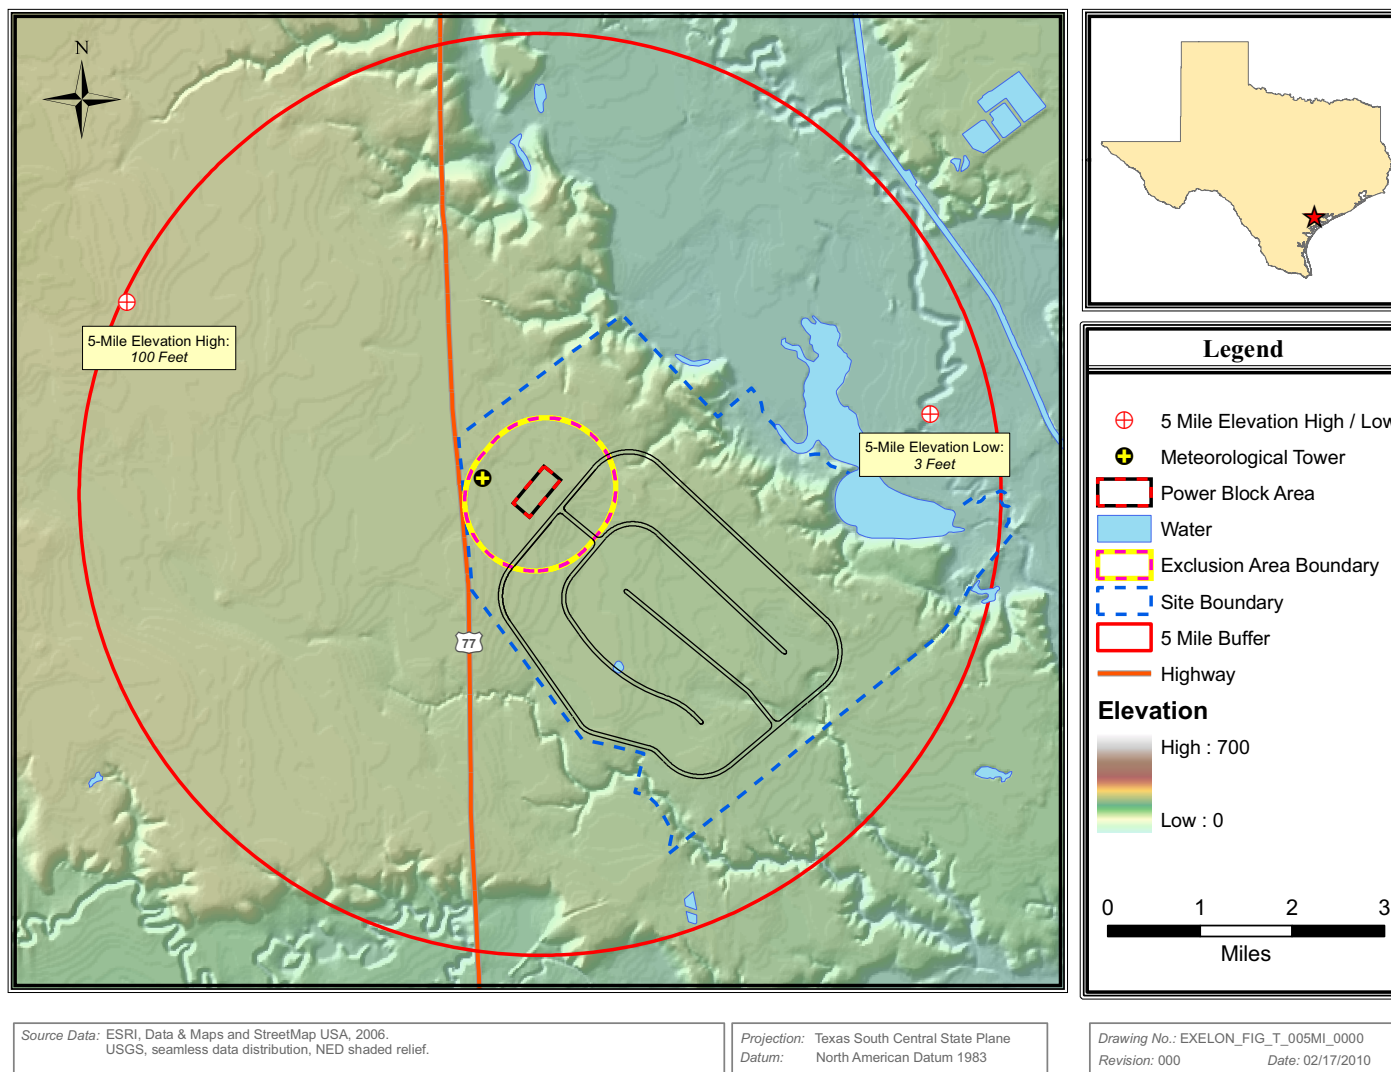 N
5-Mile Elevation High:
100 Feet
5-Mile Elevation Low:
3 Feet
77
Legend
5 Mile Elevation High / Low
Meteorological Tower
Power Block Area
Water
Exclusion Area Boundary
Site Boundary
5 Mile Buffer
Highway
Elevation
High : 700
Low : 0
0 1 2 3
Miles
Source Data: ESRI, Data & Maps and StreetMap USA, 2006.
USGS, seamless data distribution, NED shaded relief.
Projection: Texas South Central State Plane
Datum: North American Datum 1983
Drawing No.: EXELON_FIG_T_005MI_0000
Revision: 000 Date: 02/17/2010